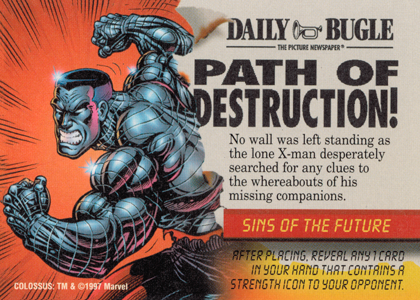 DAILY BUGLE
THE PICTURE NEWSPAPER®
PATH OF
DESTRUCTION!
No wall was left standing as
the lone X-man desperately
searched for any clues to
the whereabouts of his
missing companions.
SINS OF THE FUTURE
AFTER PLACING, REVEAL ANY 1 CARD
IN YOUR HAND THAT CONTAINS A
STRENGTH ICON TO YOUR OPPONENT.
COLOSSUS: TM & ©1997 Marvel